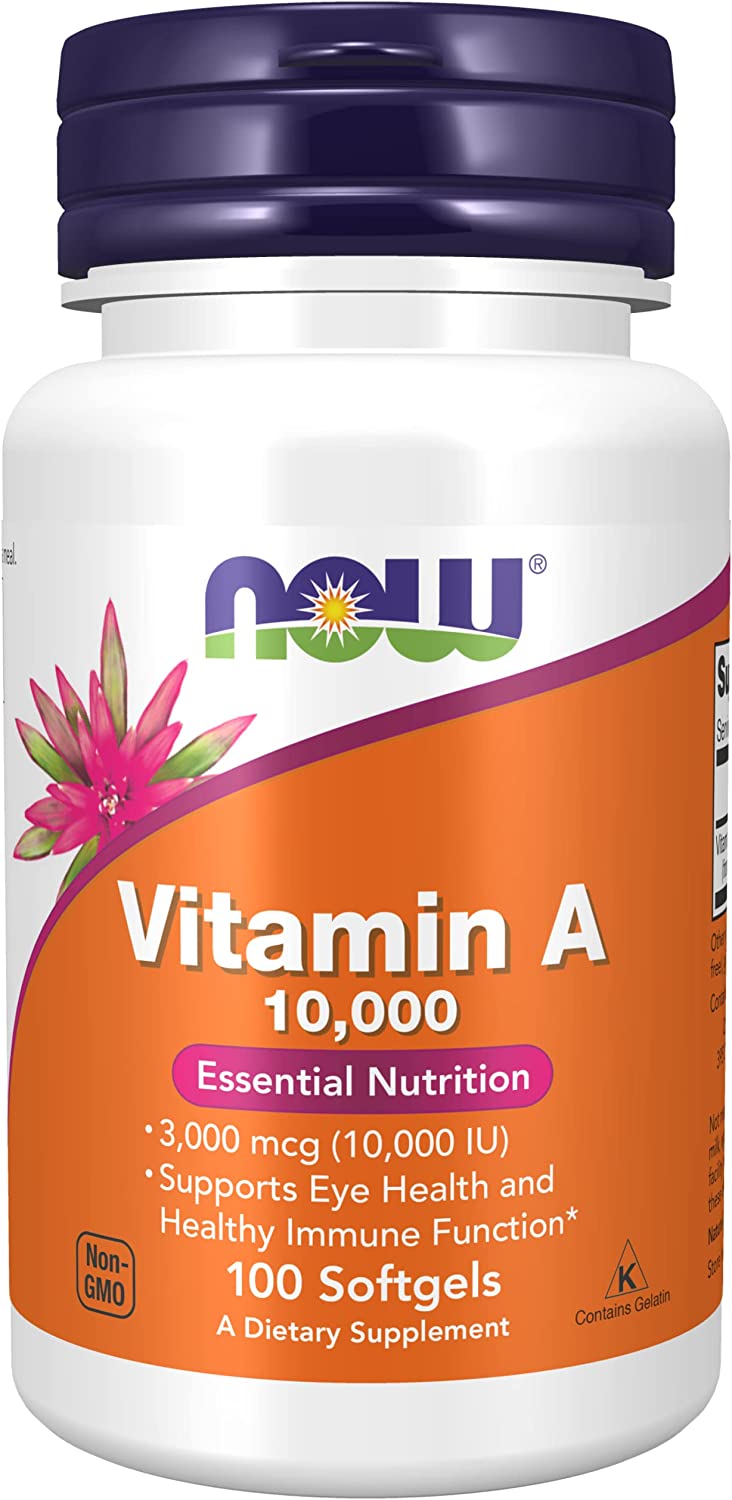 now®
Vitamin A
10,000
Essential Nutrition
• 3,000 mcg (10,000 IU)
• Supports Eye Health and
Healthy Immune Function*
100 Softgels
A Dietary Supplement
Non-
GMO
K
Contains Gelatin